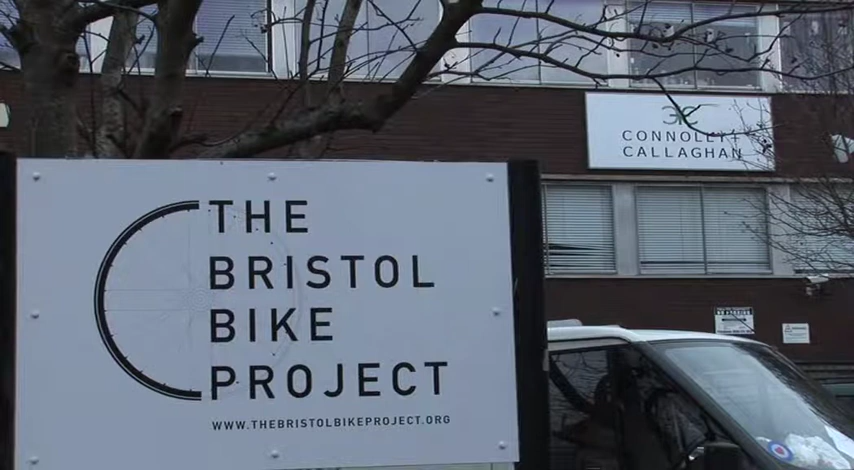 CONNOLLY +
CALLAGHAN
THE
BRISTOL
BIKE
PROJECT
WWW.THEBRISTOLBIKEPROJECT.ORG